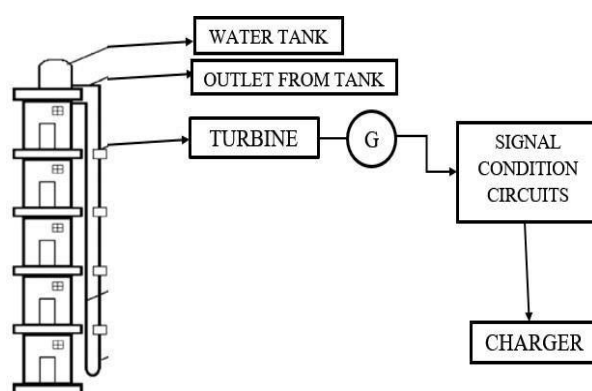 WATER TANK
OUTLET FROM TANK
TURBINE
G
SIGNAL
CONDITION
CIRCUITS
CHARGER